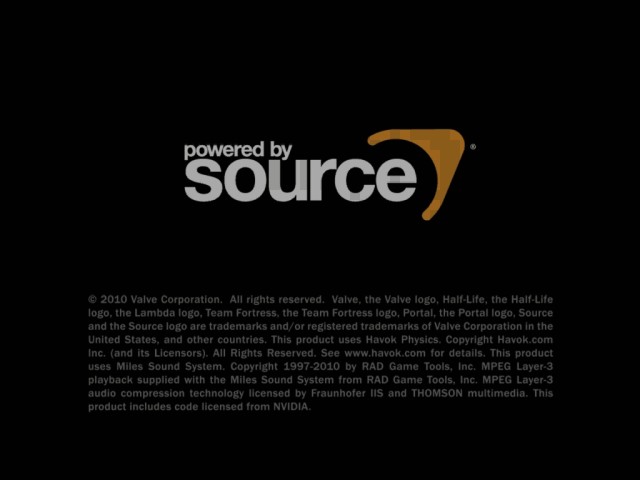 powered by
source ®
© 2010 Valve Corporation. All rights reserved. Valve, the Valve logo, Half-Life, the Half-Life
logo, the Lambda logo, Team Fortress, the Team Fortress logo, Portal, the Portal logo, Source
and the Source logo are trademarks and/or registered trademarks of Valve Corporation in the
United States, and other countries. This product uses Havok Physics. Copyright Havok.com
Inc. (and its Licensors). All Rights Reserved. See www.havok.com for details. This product
uses Miles Sound System. Copyright 1997-2010 by RAD Game Tools, Inc. MPEG Layer-3
playback supplied with the Miles Sound System from RAD Game Tools, Inc. MPEG Layer-3
audio compression technology licensed by Fraunhofer IIS and THOMSON multimedia. This
product includes code licensed from NVIDIA.